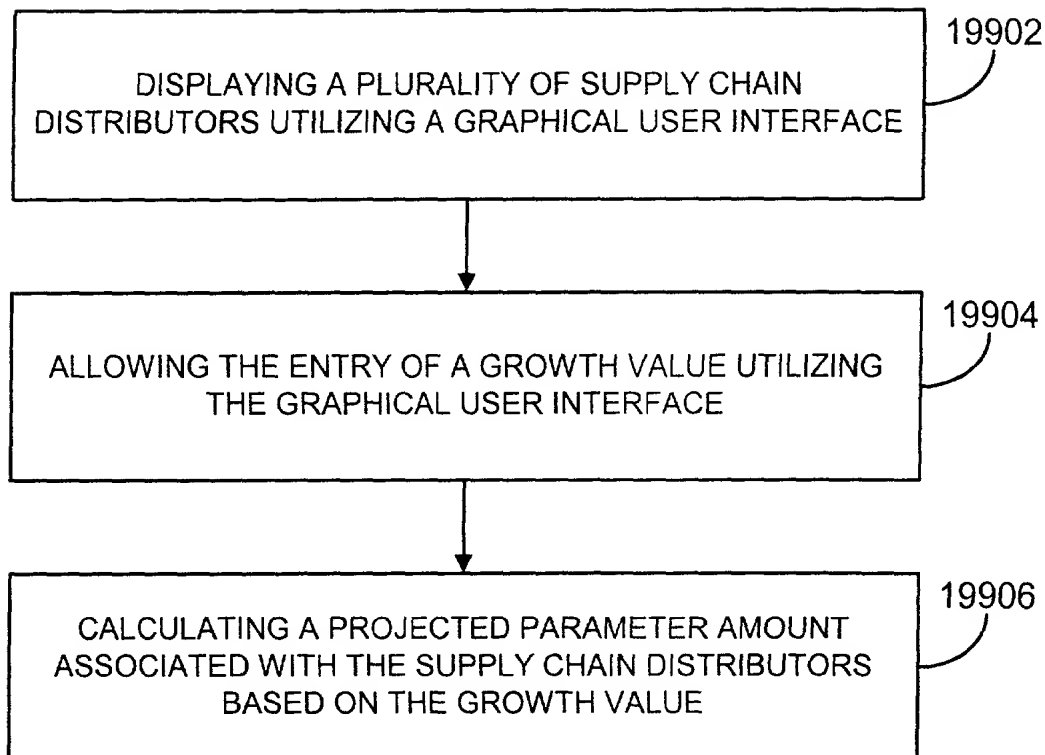 19902
DISPLAYING A PLURALITY OF SUPPLY CHAIN
DISTRIBUTORS UTILIZING A GRAPHICAL USER INTERFACE
19904
ALLOWING THE ENTRY OF A GROWTH VALUE UTILIZING
THE GRAPHICAL USER INTERFACE
19906
CALCULATING A PROJECTED PARAMETER AMOUNT
ASSOCIATED WITH THE SUPPLY CHAIN DISTRIBUTORS
BASED ON THE GROWTH VALUE